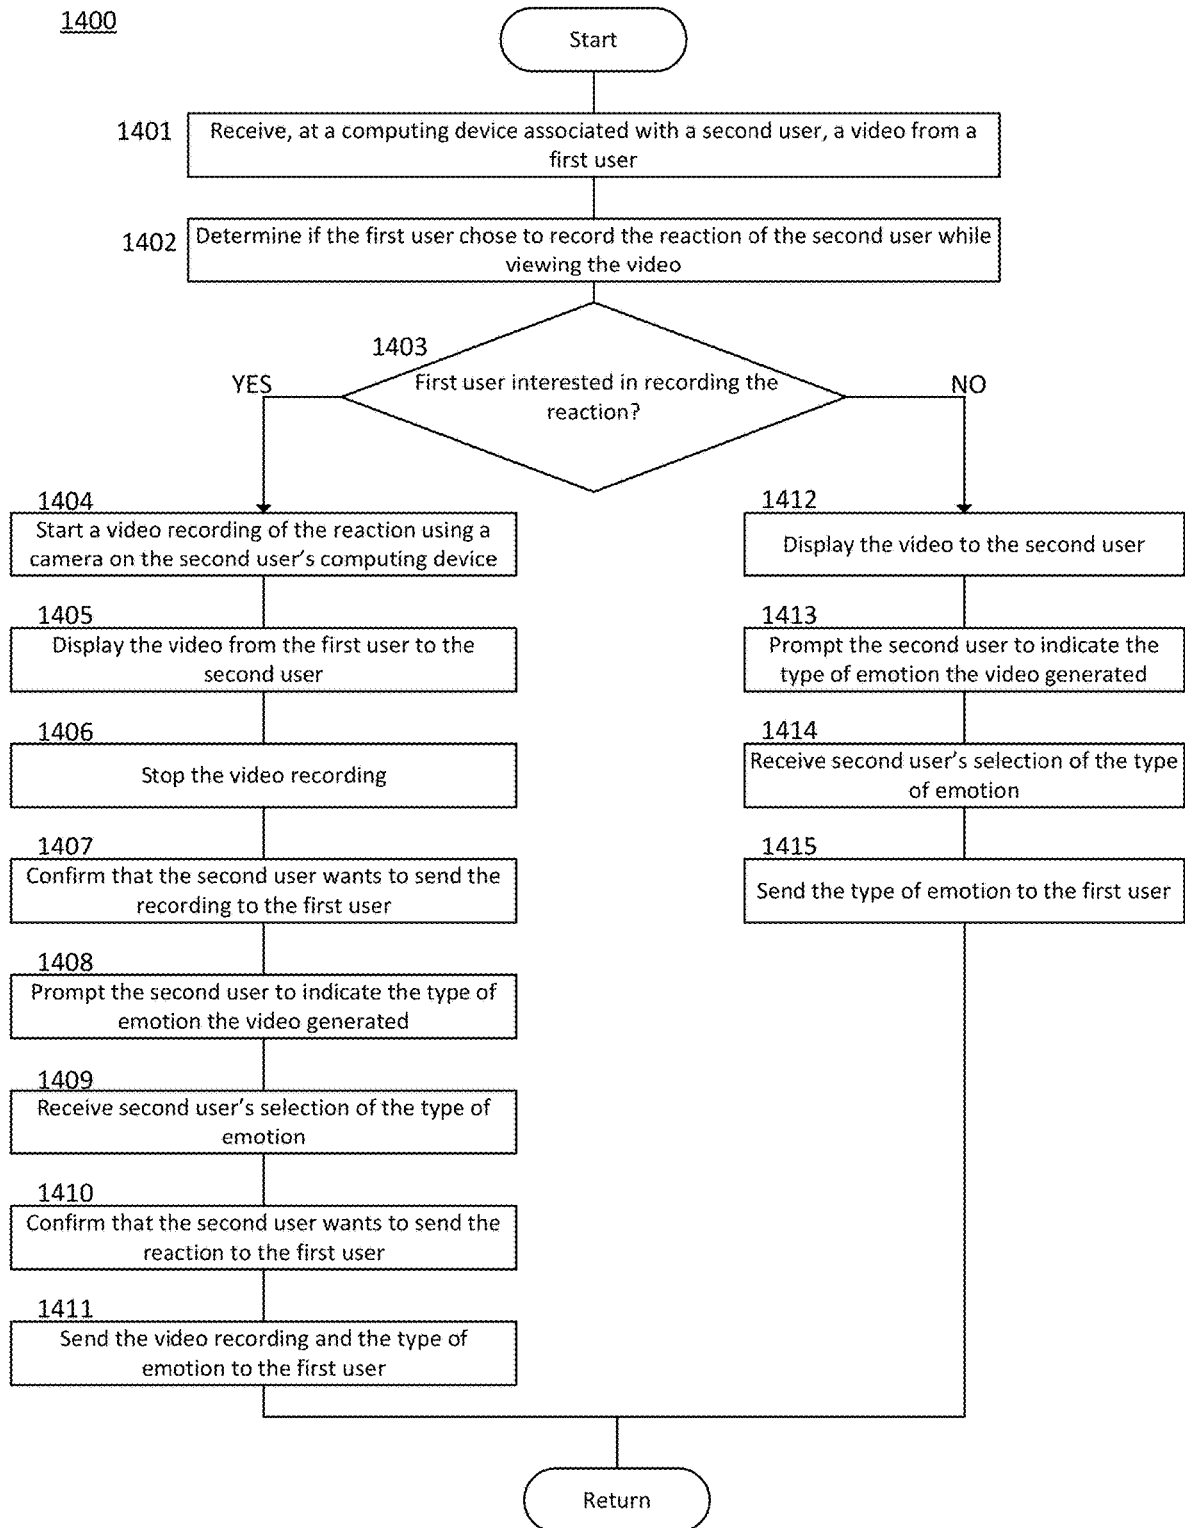 1400
Start
1401
Receive, at a computing device associated with a second user, a video from a
first user
1402
Determine if the first user chose to record the reaction of the second user while
viewing the video
1403
First user interested in recording the
reaction?
YES
NO
1404
Start a video recording of the reaction using a
camera on the second user's computing device
1405
Display the video from the first user to the
second user
1406
Stop the video recording
1407
Confirm that the second user wants to send the
recording to the first user
1408
Prompt the second user to indicate the type of
emotion the video generated
1409
Receive second user's selection of the type of
emotion
1410
Confirm that the second user wants to send the
reaction to the first user
1411
Send the video recording and the type of
emotion to the first user
1412
Display the video to the second user
1413
Prompt the second user to indicate the
type of emotion the video generated
1414
Receive second user's selection of the type
of emotion
1415
Send the type of emotion to the first user
Return